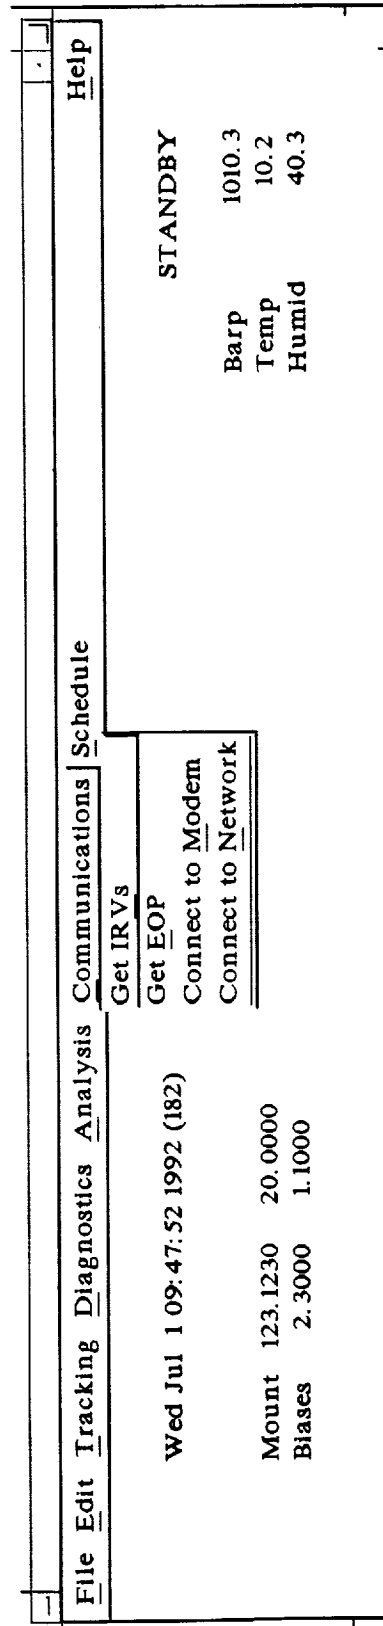 File Edit Tracking Diagnostics Analysis Communications Schedule Help
Get IRVs
Get EOP
Connect to Modem
Connect to Network
Wed Jul 1 09:47:52 1992 (182)
STANDBY
Mount 123.1230 20.0000
Biases 2.3000 1.1000
Barp 1010.3
Temp 10.2
Humid 40.3